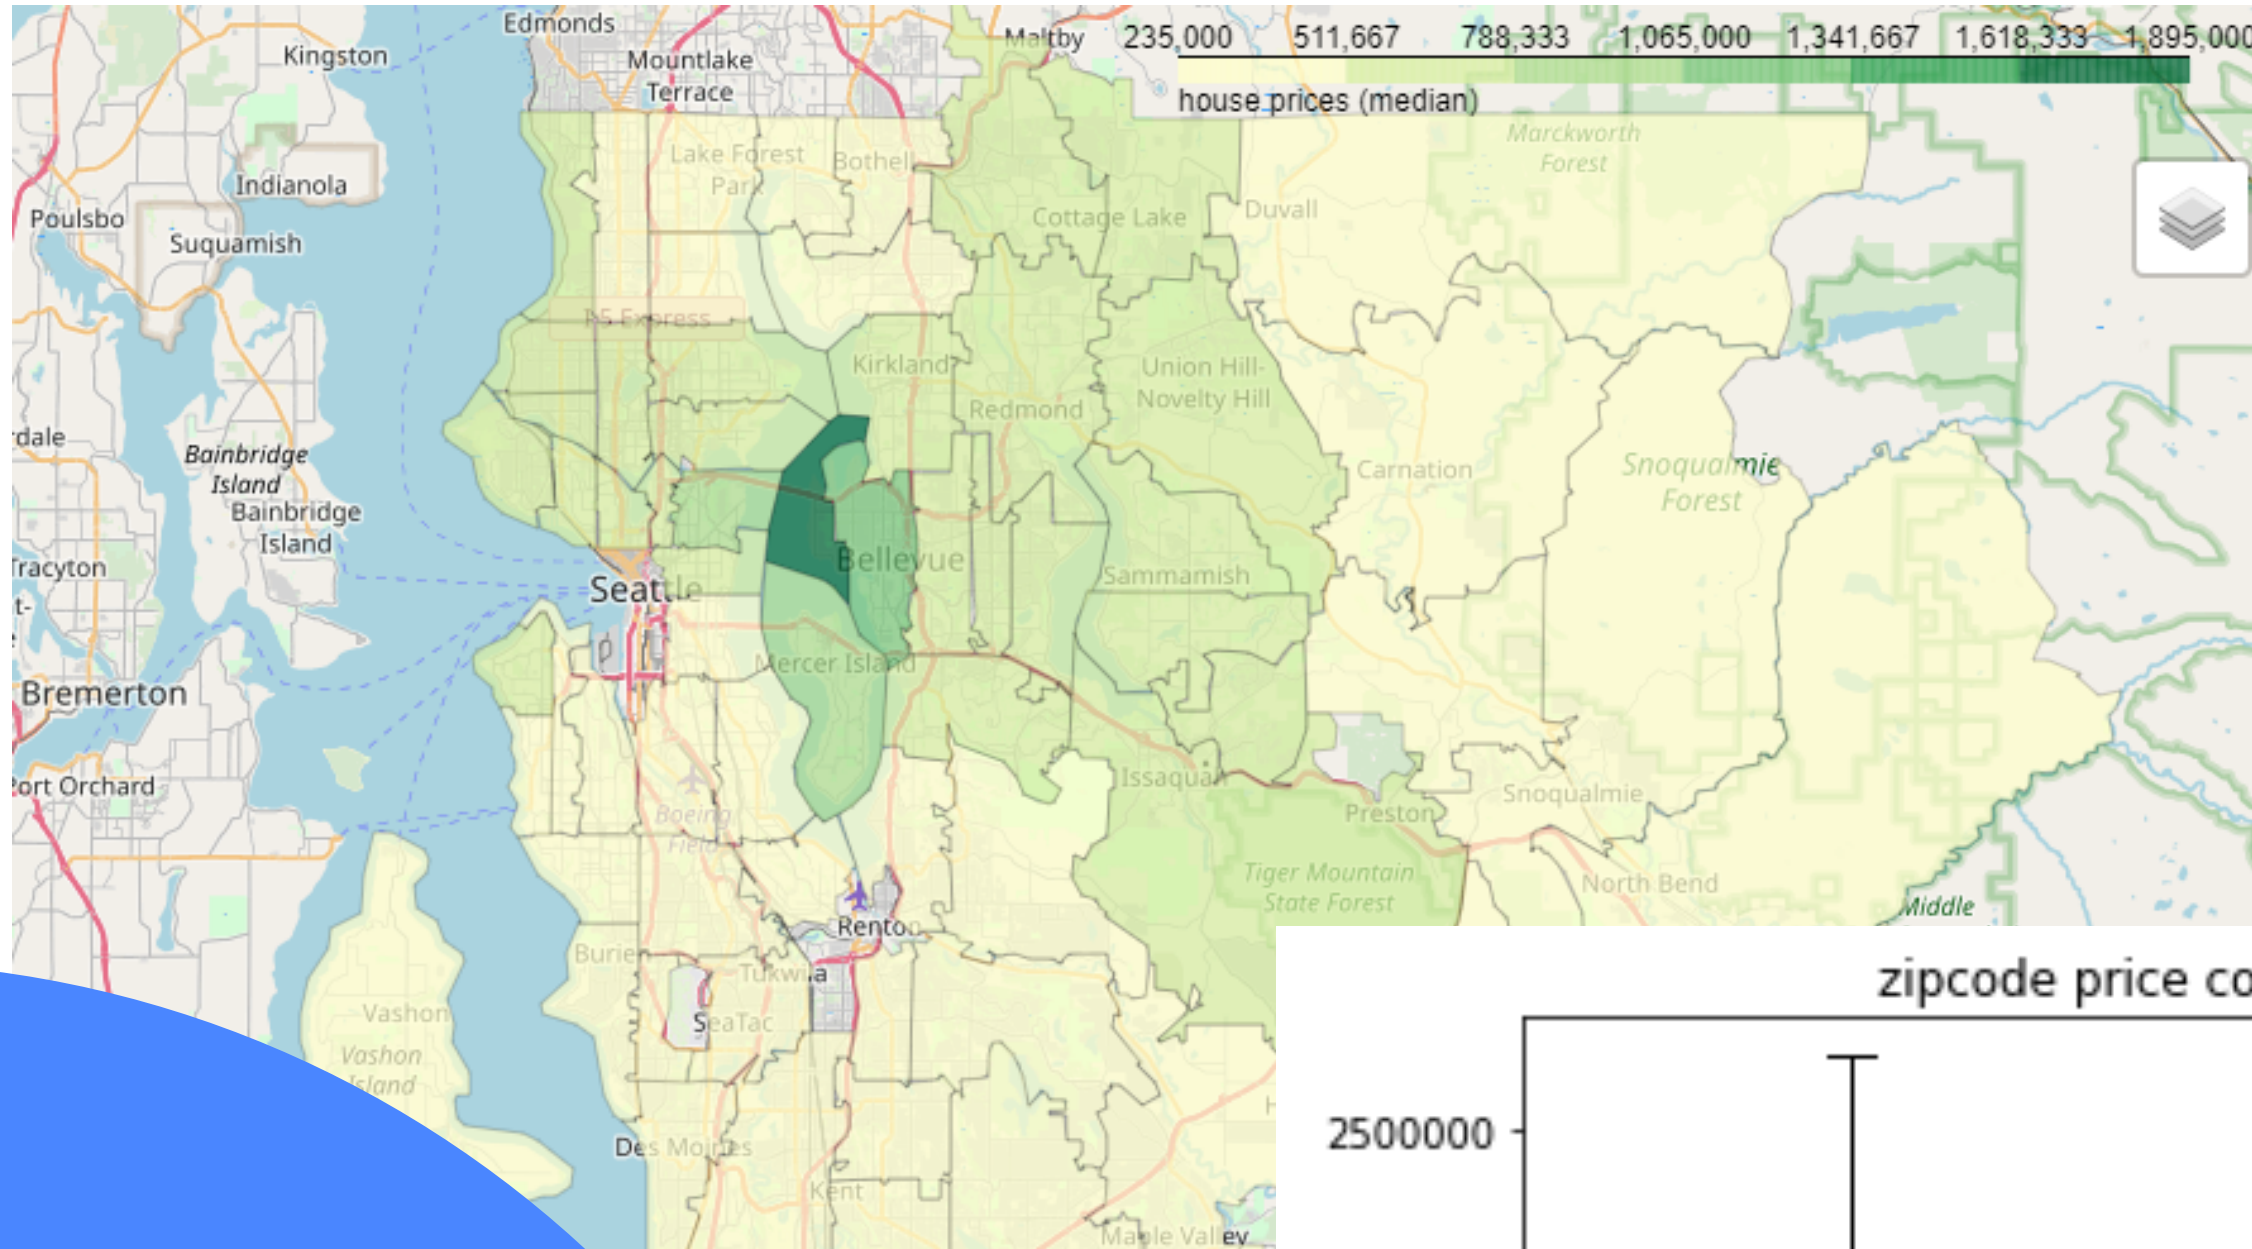 Edmonds
Kingston
Mountlake
Terrace
Maltby
235,000 511,667 788,333 1,065,000 1,341,667 1,618,333 1,895,000
house prices (median)
Marckworth
Forest
Lake Forest
Park
Bothell
Indianola
Poulsbo
Suquamish
Cottage Lake
Duvall
Kirkland
Union Hill-
Novelty Hill
Redmond
rdale
Bainbridge
Island
Bainbridge
Island
Carnation
Snoqualmie
Forest
Tracyton
Seattle
Bellevue
Sammamish
Mercer Island
Bremerton
Port Orchard
Issaquah
Preston
Snoqualmie
Boeing
Field
Tiger Mountain
State Forest
North Bend
Middle
Renton
Burien
Tukwila
Vashon
SeaTac
Vashon
Island
Des Moines
Kent
Maple Valley
zipcode price co
2500000